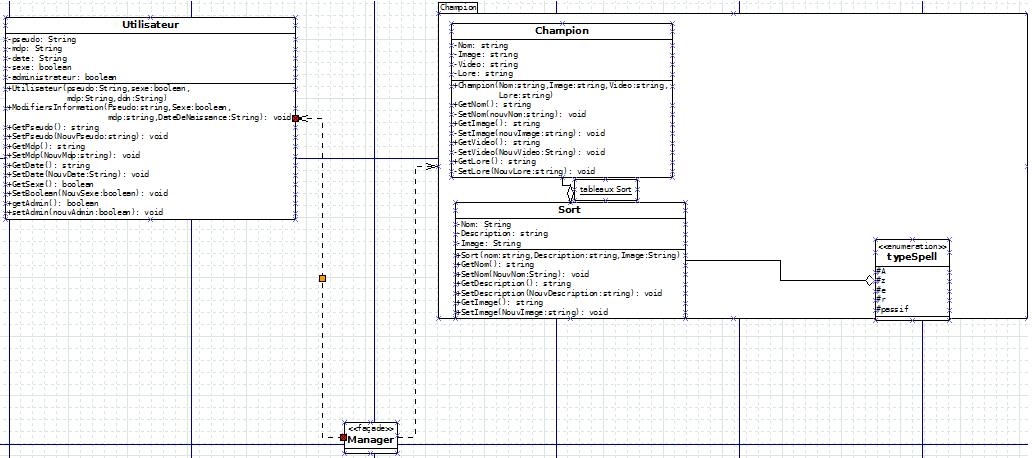 Utilisateur
-pseudo: String
-mdp: String
-date: String
-sexe: boolean
-administrateur: boolean
+Utilisateur(pseudo:String,sexe:boolean,
mdp:String,ddn:String)
+ModifiersInformation(Pseudo:string,Sexe:boolean,
mdp:string,DateDeNaissance:String): void
+GetPseudo(): string
+SetPseudo(NouvPseudo:string): void
+GetMdp(): string
+SetMdp(NouvMdp:string): void
+GetDate(): string
+SetDate(NouvDate:String): void
+GetSexe(): boolean
+SetBoolean(NouvSexe:boolean): void
+getAdmin(): boolean
+setAdmin(nouvAdmin:boolean): void
Champion
Champion
-Nom: string
-Image: string
-Video: string
-Lore: string
+Champion(Nom:string,Image:string,Video:string,
Lore:string)
+GetNom(): string
-SetNom(nouvNom:string): void
+GetImage(): string
-SetImage(nouvImage:string): void
+GetVideo(): string
-SetVideo(NouvVideo:String): void
+GetLore(): string
-SetLore(NouvLore:string): void
tableaux Sort
Sort
-Nom: String
-Description: string
-Image: String
+Sort(nom:string,Description:string,Image:String)
+GetNom(): string
+SetNom(NouvNom:String): void
+GetDescription(): string
+SetDescription(NouvDescription:string): void
+GetImage(): string
+SetImage(NouvImage:string): void
<<enumeration>>
typeSpell
#A
#z
#e
#r
#passif
<<façade>>
Manager